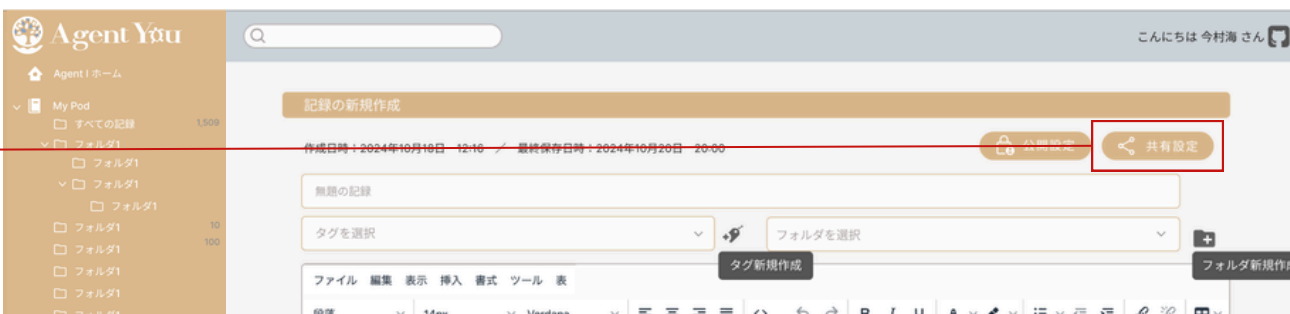 Agent You
こんにちは 今村海 さん
Agent I ホーム
My Pod
すべての記録 1,509
フォルダ1
フォルダ1
フォルダ1
フォルダ1
フォルダ1 10
フォルダ1 100
フォルダ1
フォルダ1
記録の新規作成
作成日時:2024年10月18日 12:16 / 最終保存日時:2024年10月20日 20:00
公開設定
共有設定
無題の記録
タグを選択
フォルダを選択
タグ新規作成
フォルダ新規作
ファイル 編集 表示 挿入 書式 ツール 表
段落 14px Verdana B I U A